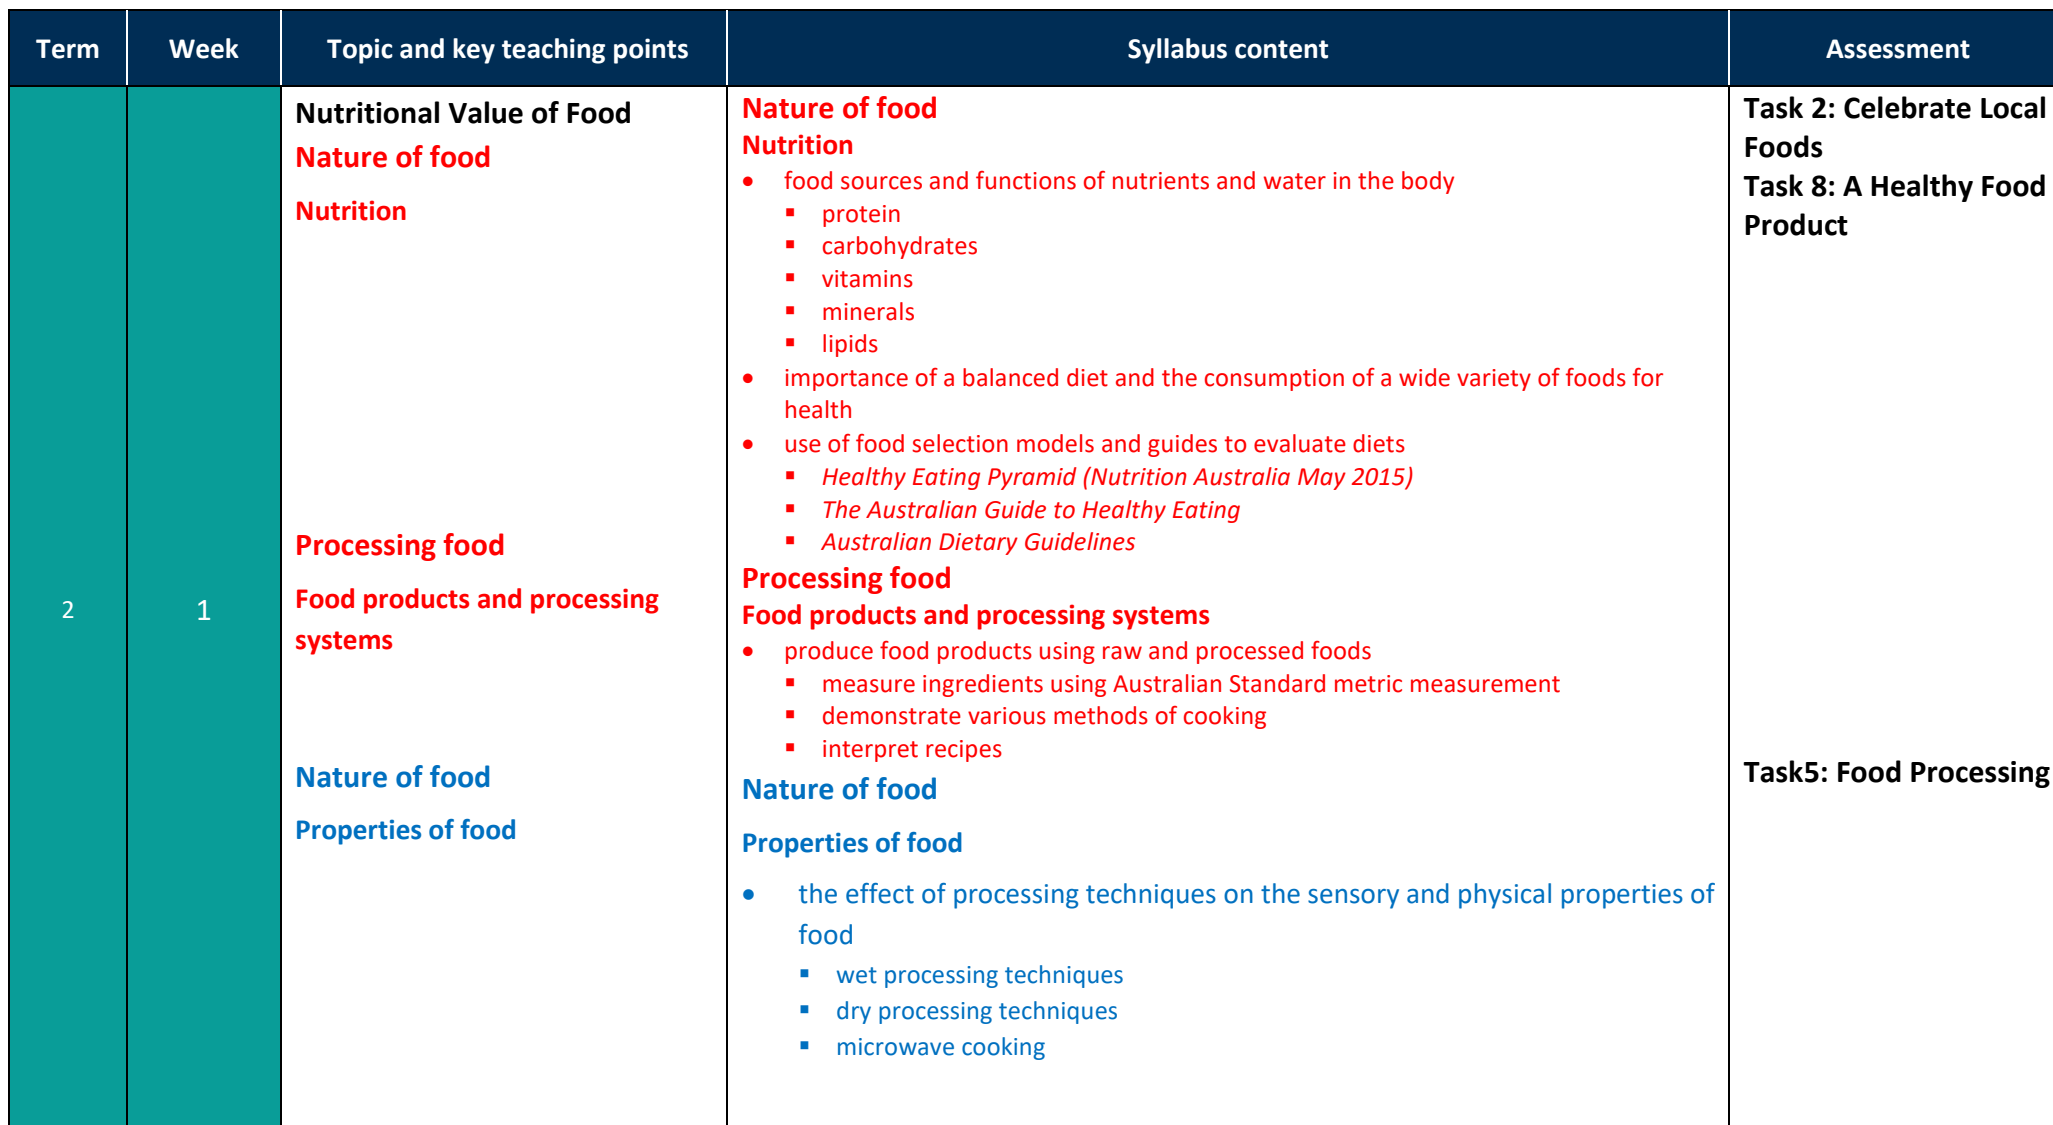 Term
Week
Topic and key teaching points
Syllabus content
Assessment
2
1
Nutritional Value of Food
Nature of food
Nutrition
Processing food
Food products and processing
systems
Nature of food
Properties of food
Nature of food
Nutrition
• food sources and functions of nutrients and water in the body
▪ protein
▪ carbohydrates
▪ vitamins
▪ minerals
▪ lipids
• importance of a balanced diet and the consumption of a wide variety of foods for
health
• use of food selection models and guides to evaluate diets
▪ Healthy Eating Pyramid (Nutrition Australia May 2015)
▪ The Australian Guide to Healthy Eating
▪ Australian Dietary Guidelines
Processing food
Food products and processing systems
• produce food products using raw and processed foods
▪ measure ingredients using Australian Standard metric measurement
▪ demonstrate various methods of cooking
▪ interpret recipes
Nature of food
Properties of food
• the effect of processing techniques on the sensory and physical properties of
food
▪ wet processing techniques
▪ dry processing techniques
▪ microwave cooking
Task 2: Celebrate Local
Foods
Task 8: A Healthy Food
Product
Task5: Food Processing